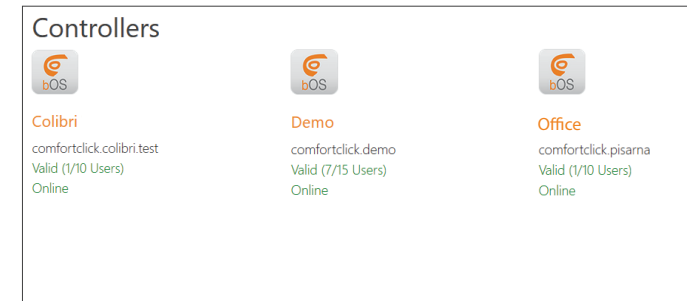 Controllers
bOS
bOS
bOS
Colibri
Demo
Office
comfortclick.colibri.test
comfortclick.demo
comfortclick.pisarna
Valid (1/10 Users)
Valid (7/15 Users)
Valid (1/10 Users)
Online
Online
Online